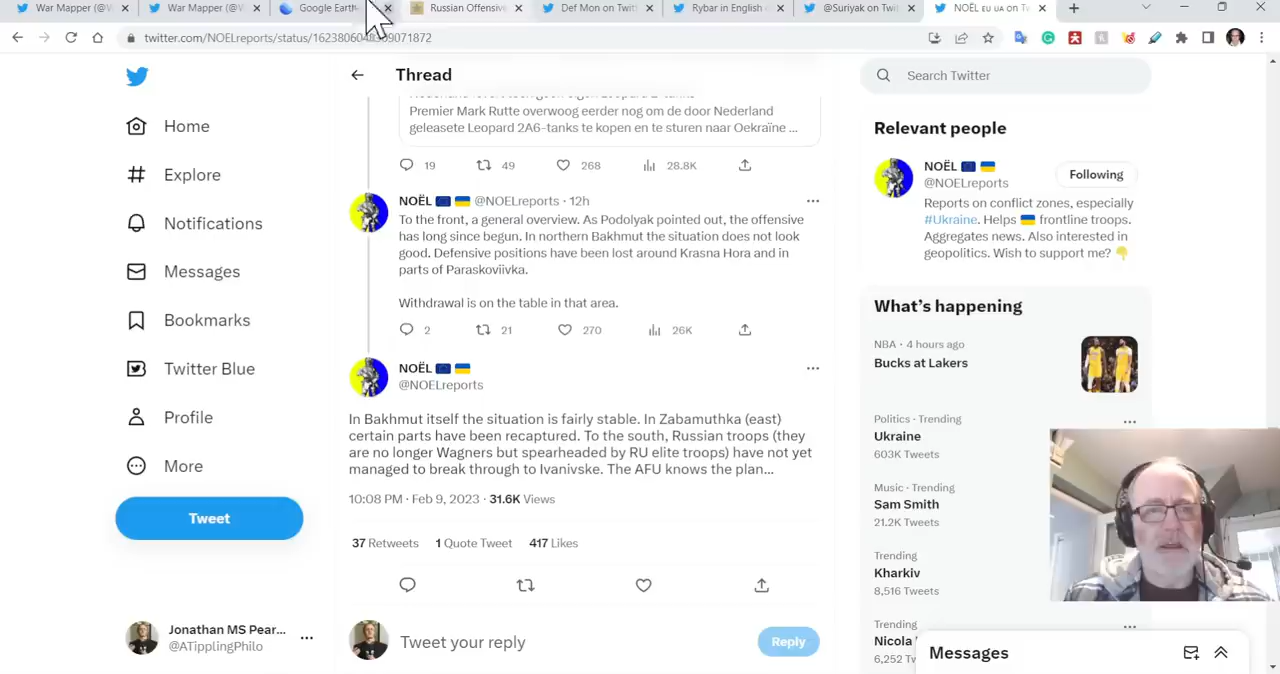 War Mapper (@V
War Mapper (@V
Google Earth
Russian Offensive
Def Mon on Twitt
Rybar in English c
@Suriyak on Twitt
NOËL EU UA on T
twitter.com/NOELreports/status/16238060
9071872
Thread
Search Twitter
Home
Explore
Notifications
Messages
Bookmarks
Twitter Blue
Profile
More
Tweet
Jonathan MS Pear...
@ATipplingPhilo
Premier Mark Rutte overwoog eerder nog om de door Nederland
geleasete Leopard 2A6-tanks te kopen en te sturen naar Oekraïne ...
19 49 268 28.8K
NOËL 🇪🇺 🇺🇦 @NOELreports · 12h
To the front, a general overview. As Podolyak pointed out, the offensive
has long since begun. In northern Bakhmut the situation does not look
good. Defensive positions have been lost around Krasna Hora and in
parts of Paraskoviivka.
Withdrawal is on the table in that area.
2 21 270 26K
NOËL 🇪🇺 🇺🇦
@NOELreports
In Bakhmut itself the situation is fairly stable. In Zabamuthka (east)
certain parts have been recaptured. To the south, Russian troops (they
are no longer Wagners but spearheaded by RU elite troops) have not yet
managed to break through to Ivanivske. The AFU knows the plan...
10:08 PM · Feb 9, 2023 · 31.6K Views
37 Retweets 1 Quote Tweet 417 Likes
Tweet your reply
Reply
Relevant people
NOËL 🇪🇺 🇺🇦
@NOELreports
Following
Reports on conflict zones, especially
#Ukraine. Helps 🇺🇦 frontline troops.
Aggregates news. Also interested in
geopolitics. Wish to support me? 👇
What's happening
NBA · 4 hours ago
Bucks at Lakers
Politics · Trending
Ukraine
603K Tweets
Music · Trending
Sam Smith
21.2K Tweets
Trending
Kharkiv
8,516 Tweets
Trending
Nicola
6,252 Tw
Messages